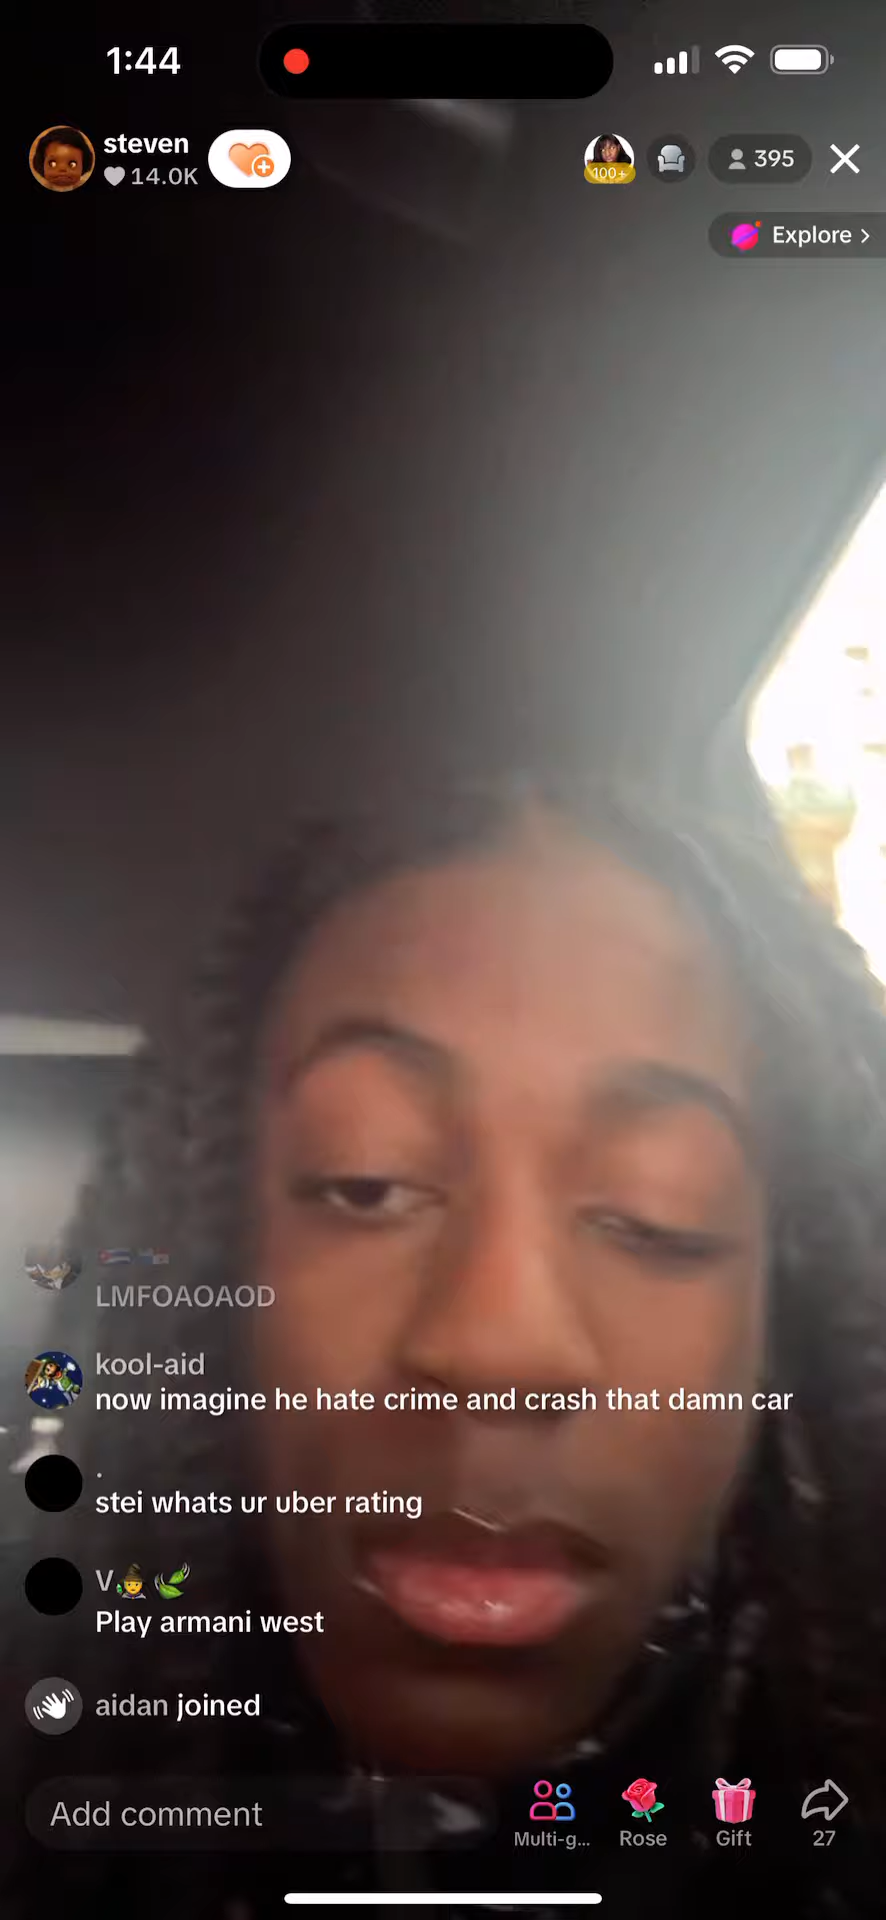 1:44
steven
14.0K
100+
395
Explore >
LMFOAOAOD
kool-aid
now imagine he hate crime and crash that damn car
.
stei whats ur uber rating
V🧙🌿
Play armani west
aidan joined
Add comment
Multi-g...
Rose
Gift
27